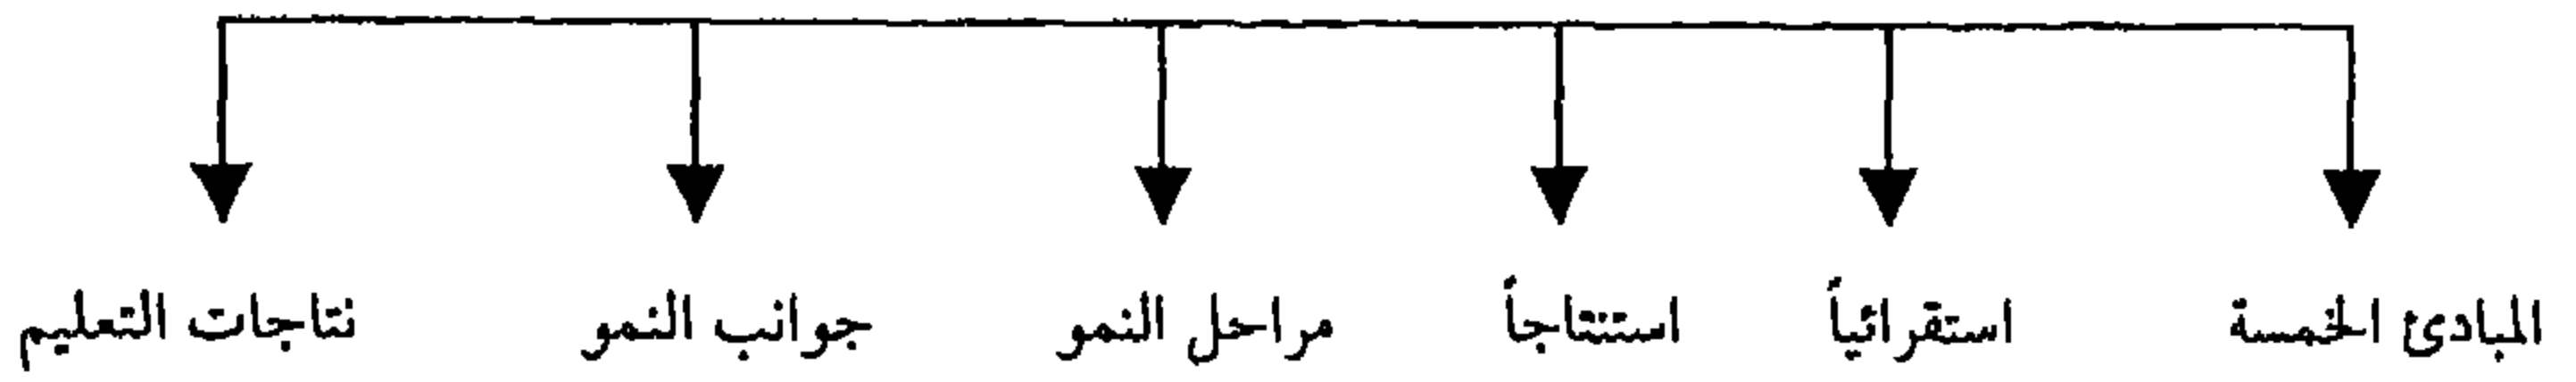 المبادئ الخمسة استقرائياً استنتاجاً مراحل النمو جوانب النمو نتاجات التعليم